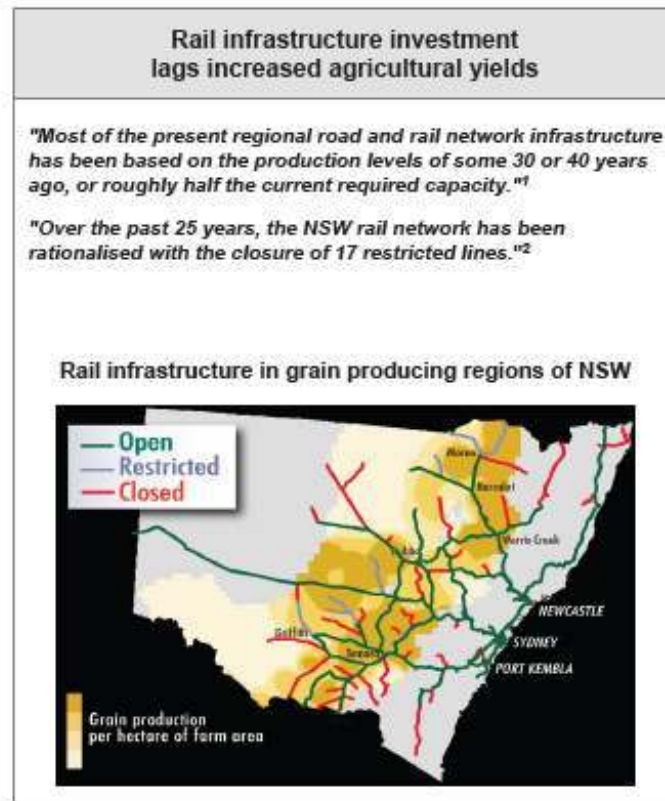 Rail infrastructure investment
lags increased agricultural yields
"Most of the present regional road and rail network infrastructure
has been based on the production levels of some 30 or 40 years
ago, or roughly half the current required capacity."¹
"Over the past 25 years, the NSW rail network has been
rationalised with the closure of 17 restricted lines."²
Rail infrastructure in grain producing regions of NSW
Open
Restricted
Closed
Moree
Narrabri
Werris Creek
NEWCASTLE
Griffith
SYDNEY
PORT KEMBLA
Grain production
per hectare of farm area